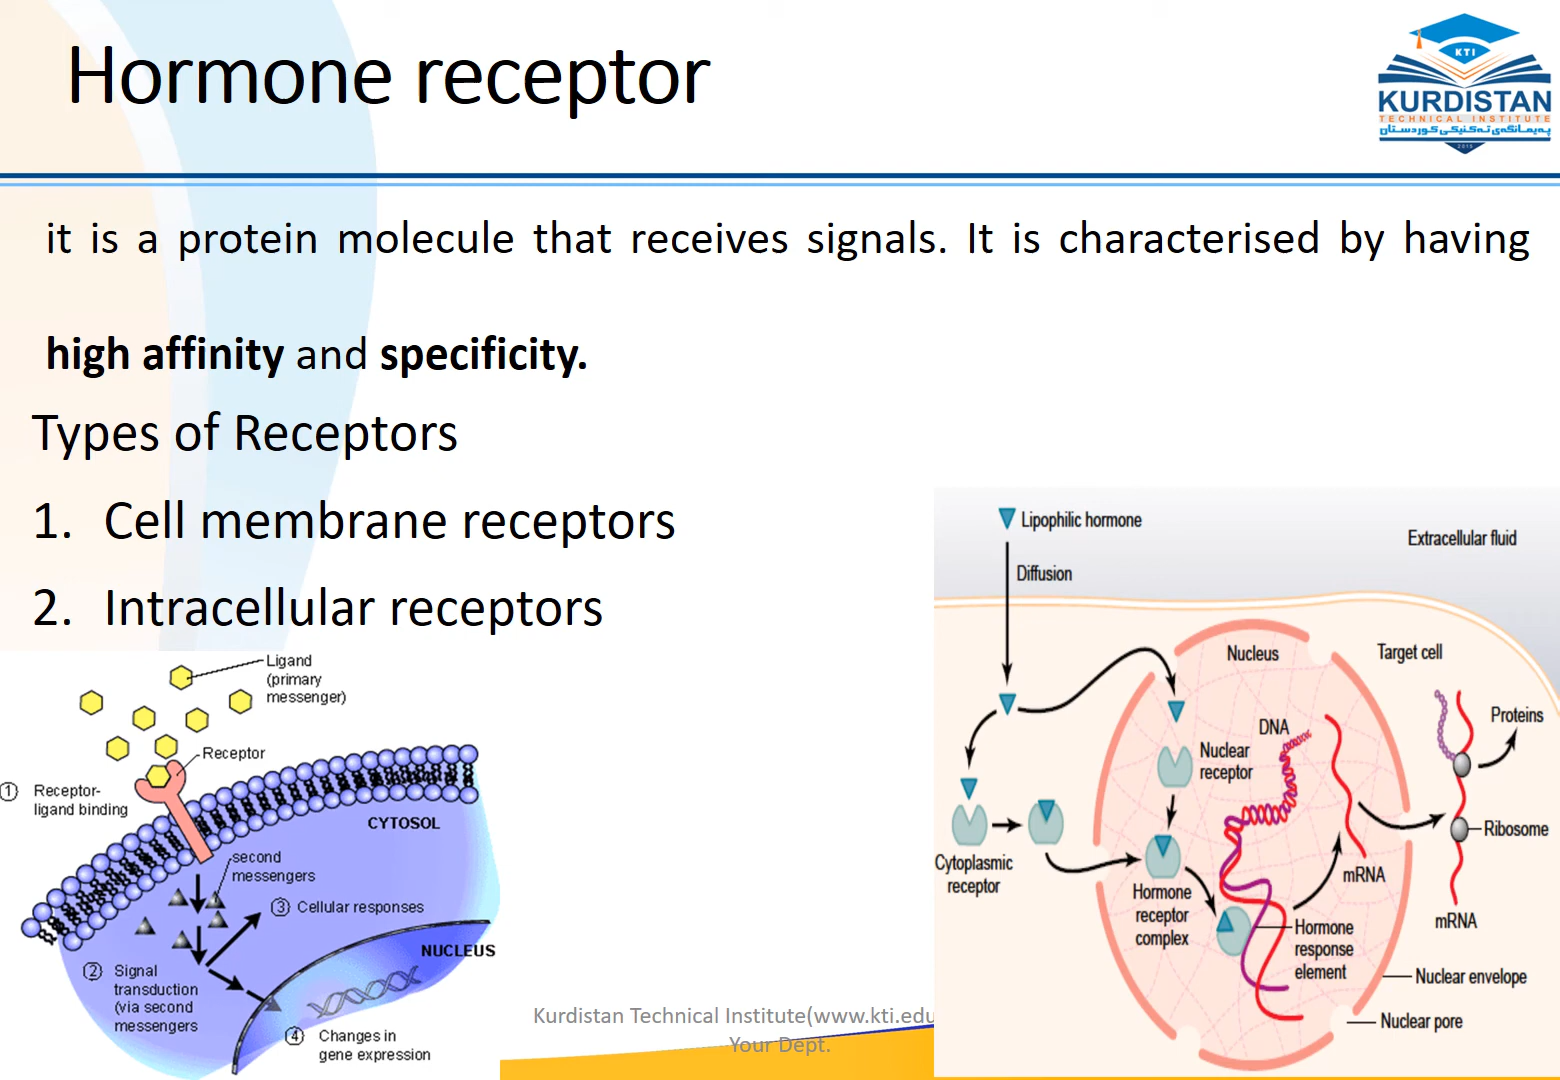 Hormone receptor
KTI
KURDISTAN
TECHNICAL INSTITUTE
پەیمانگەی تەکنیکی کوردستان
2015
it is a protein molecule that receives signals. It is characterised by having
high affinity and specificity.
Types of Receptors
1. Cell membrane receptors
2. Intracellular receptors
Ligand
(primary
messenger)
Receptor
1 Receptor-
ligand binding
CYTOSOL
second
messengers
3 Cellular responses
NUCLEUS
2 Signal
transduction
(via second
messengers
4 Changes in
gene expression
Lipophilic hormone
Extracellular fluid
Diffusion
Nucleus
Target cell
DNA
Proteins
Nuclear
receptor
Ribosome
Cytoplasmic
receptor
mRNA
Hormone
receptor
complex
mRNA
Hormone
response
element
Nuclear envelope
Nuclear pore
Kurdistan Technical Institute(www.kti.edu
Your Dept.